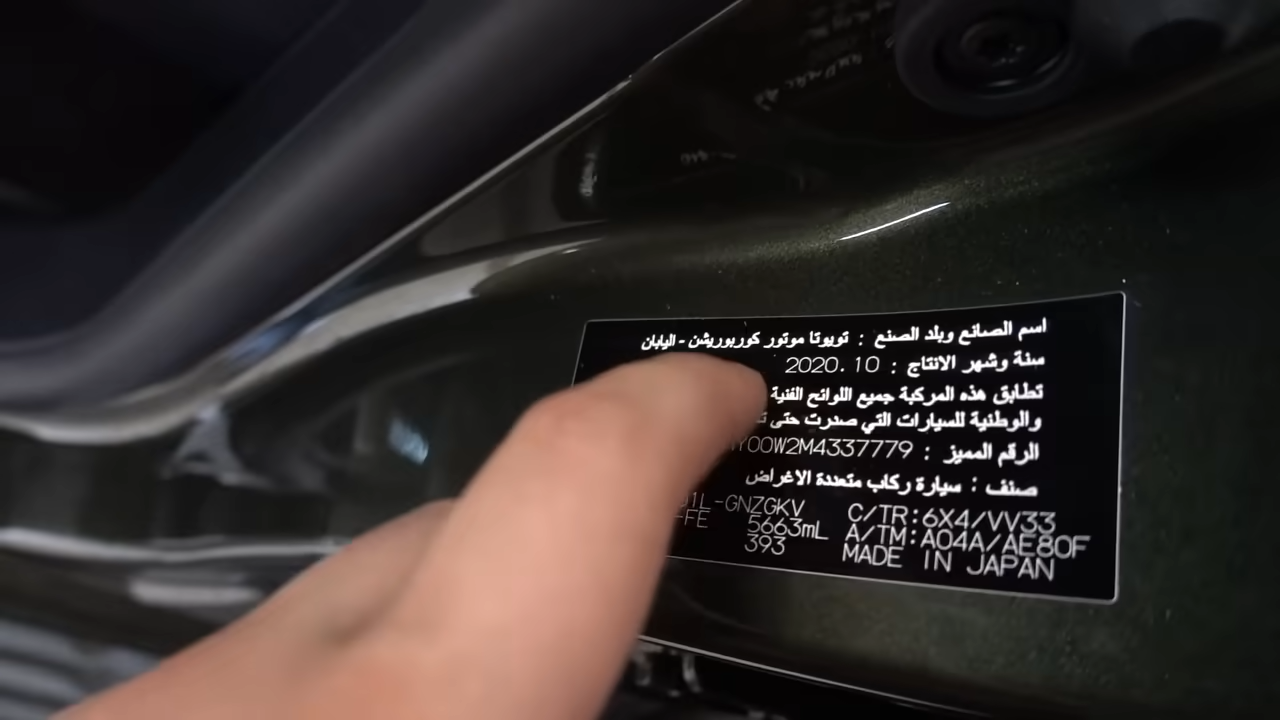 اسم الصانع وبلد الصنع : تويوتا موتور كوربوريشن - اليابان
سنة وشهر الانتاج : 2020.10
تطابق هذه المركبة جميع اللوائح الفنية
والوطنية للسيارات التي صدرت حتى
الرقم المميز : Y00W2M4337779
صنف : سيارة ركاب متعددة الاغراض
1L-GNZGKV C/TR:6X4/VV33
-FE 5663mL A/TM:A04A/AE80F
393 MADE IN JAPAN